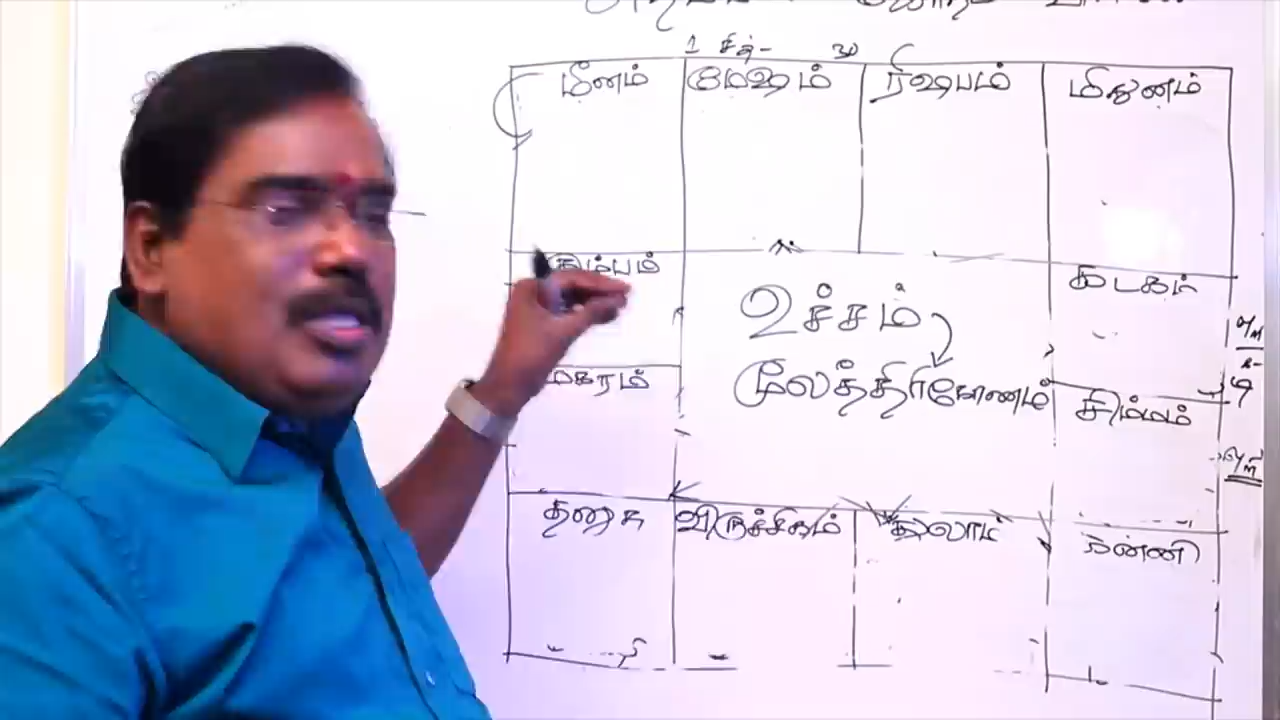 1 சித் - 30
மீனம் மேஷம் ரிஷபம் மிதுனம்
கும்பம் கடகம்
உச்சம்
மூலத்திரிகோணம்
மகரம் சிம்மம்
தனுசு விருச்சிகம் துலாம் கன்னி